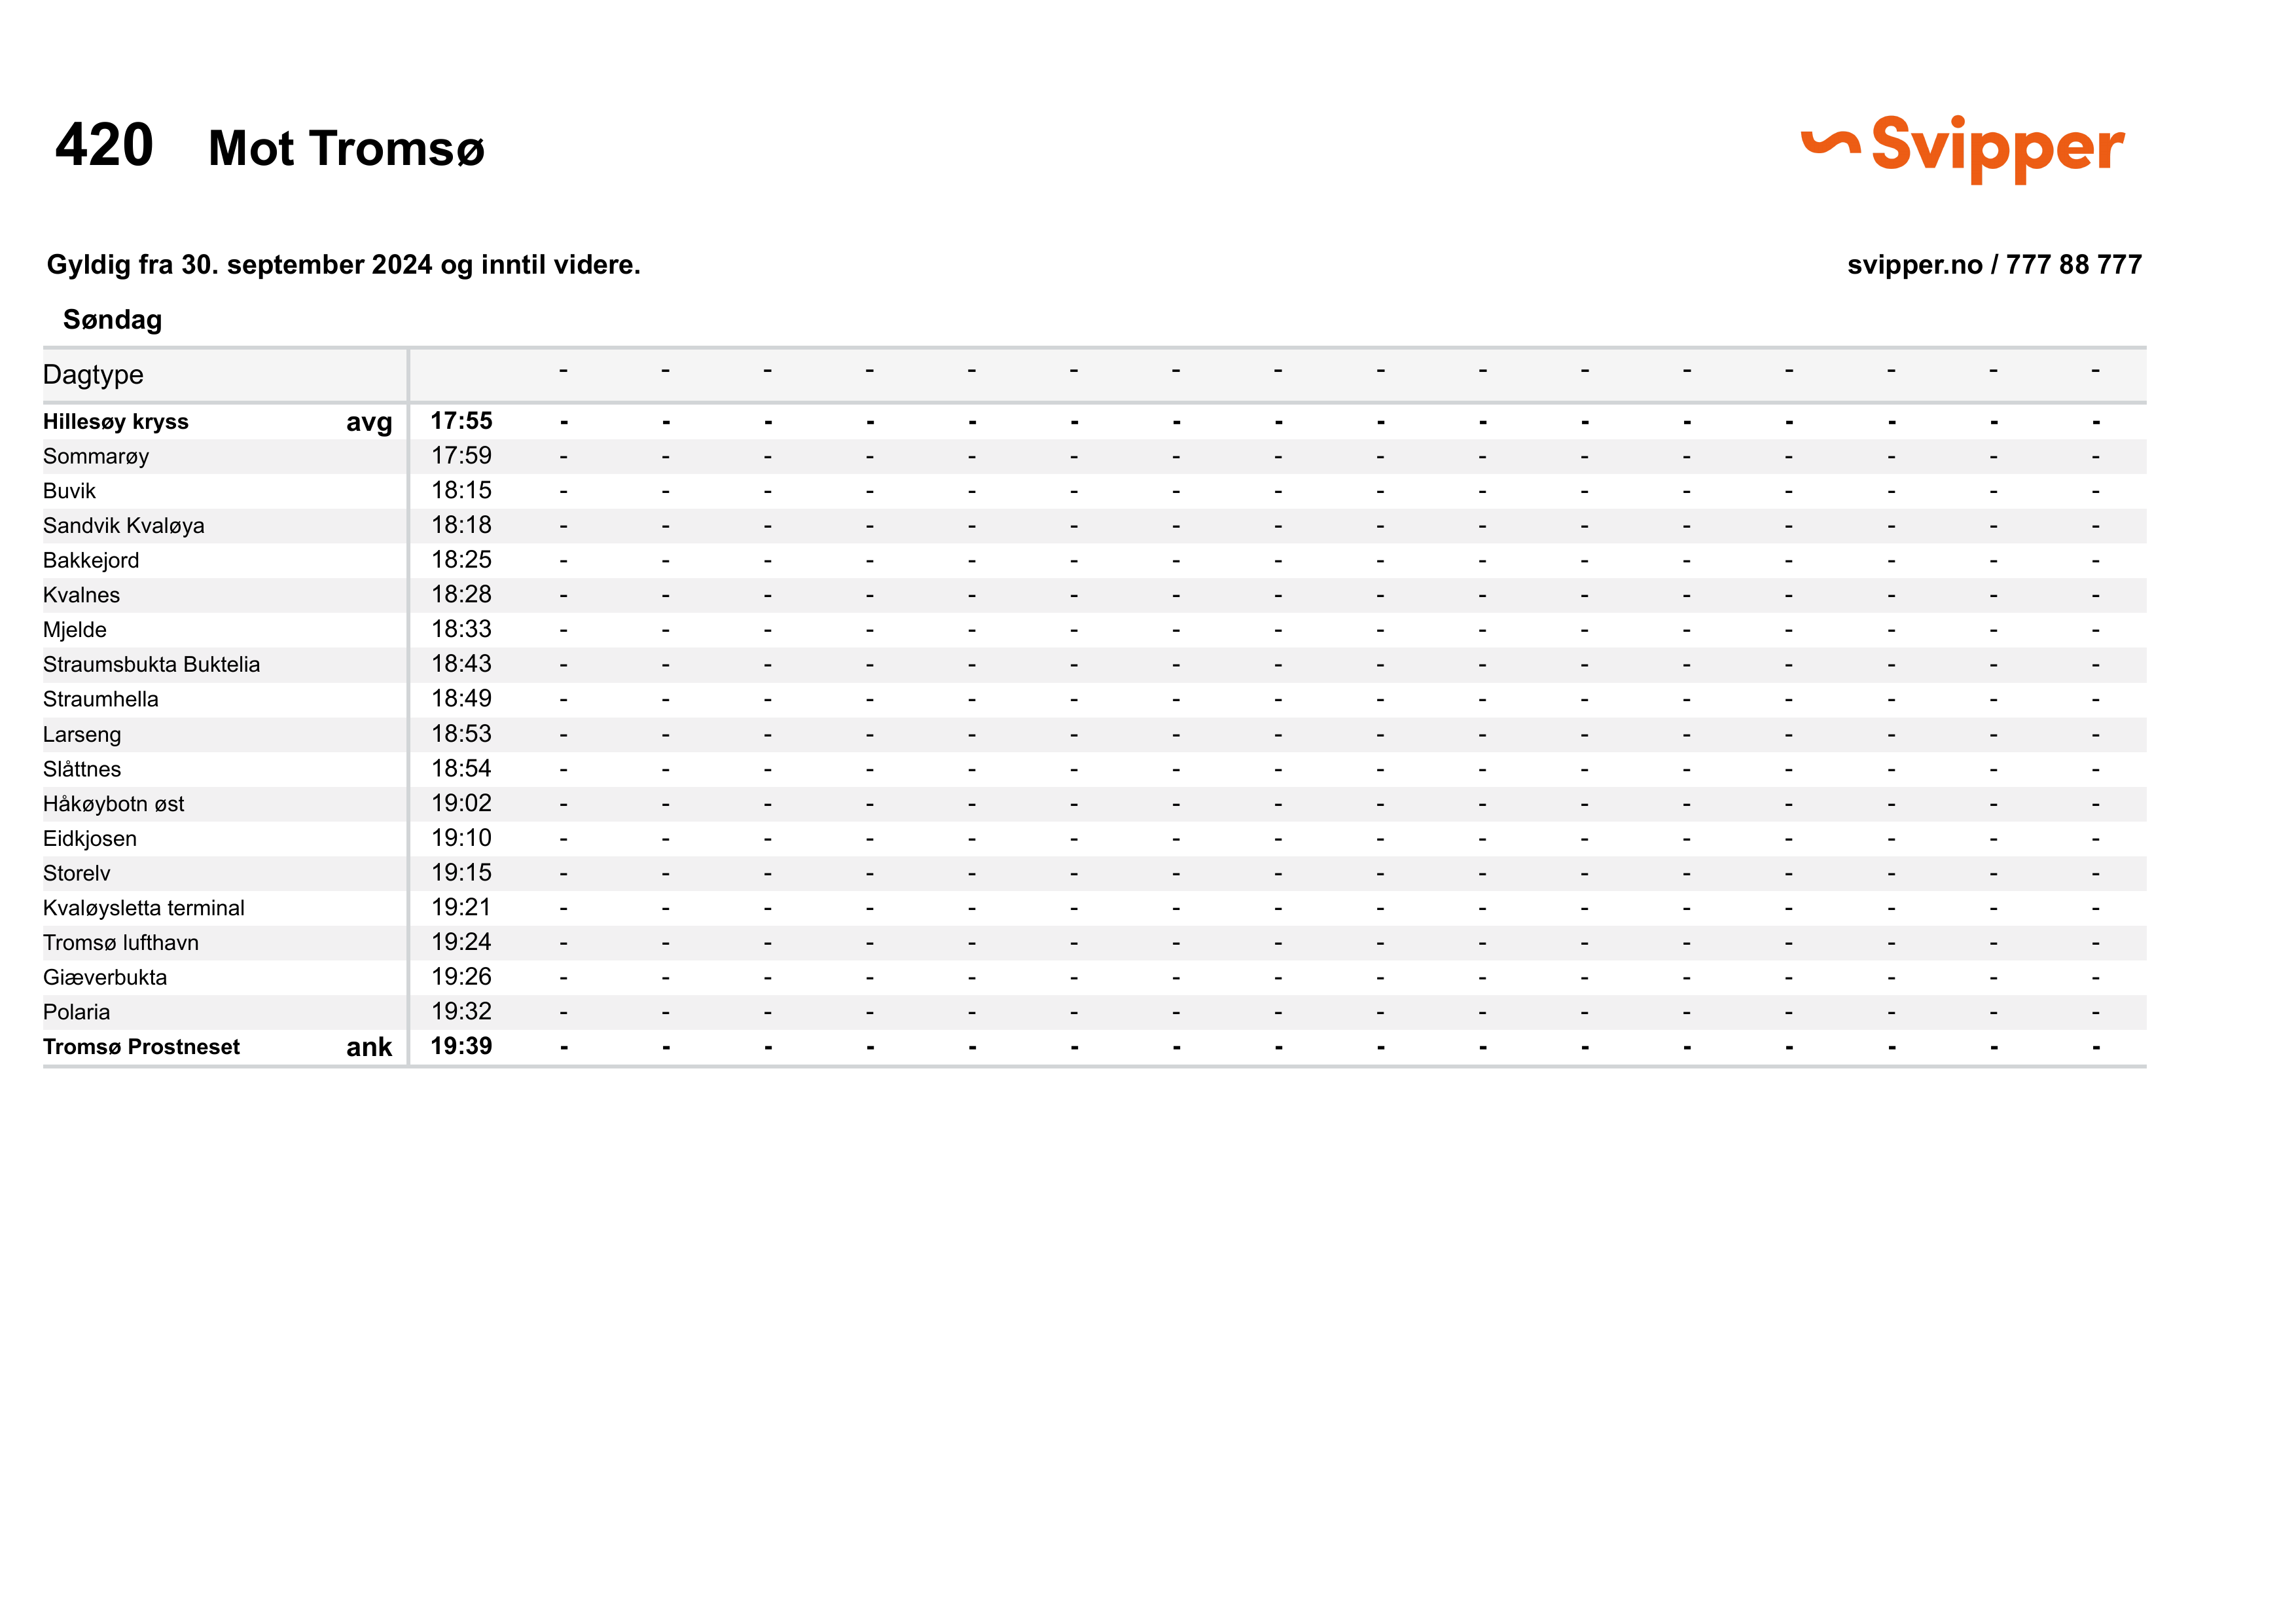 420 Mot Tromsø
Svipper
Gyldig fra 30. september 2024 og inntil videre.
svipper.no / 777 88 777
Søndag
Dagtype - - - - - - - - - - - - - - - -
Hillesøy kryss avg 17:55 - - - - - - - - - - - - - - - -
Sommarøy 17:59 - - - - - - - - - - - - - - - -
Buvik 18:15 - - - - - - - - - - - - - - - -
Sandvik Kvaløya 18:18 - - - - - - - - - - - - - - - -
Bakkejord 18:25 - - - - - - - - - - - - - - - -
Kvalnes 18:28 - - - - - - - - - - - - - - - -
Mjelde 18:33 - - - - - - - - - - - - - - - -
Straumsbukta Buktelia 18:43 - - - - - - - - - - - - - - - -
Straumhella 18:49 - - - - - - - - - - - - - - - -
Larseng 18:53 - - - - - - - - - - - - - - - -
Slåttnes 18:54 - - - - - - - - - - - - - - - -
Håkøybotn øst 19:02 - - - - - - - - - - - - - - - -
Eidkjosen 19:10 - - - - - - - - - - - - - - - -
Storelv 19:15 - - - - - - - - - - - - - - - -
Kvaløysletta terminal 19:21 - - - - - - - - - - - - - - - -
Tromsø lufthavn 19:24 - - - - - - - - - - - - - - - -
Giæverbukta 19:26 - - - - - - - - - - - - - - - -
Polaria 19:32 - - - - - - - - - - - - - - - -
Tromsø Prostneset ank 19:39 - - - - - - - - - - - - - - - -